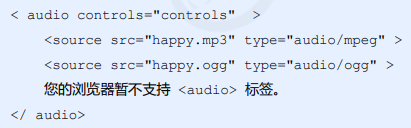 < audio controls="controls"  >
    <source src="happy.mp3" type="audio/mpeg" >
    <source src="happy.ogg" type="audio/ogg" >
    您的浏览器暂不支持 <audio> 标签。
</ audio>